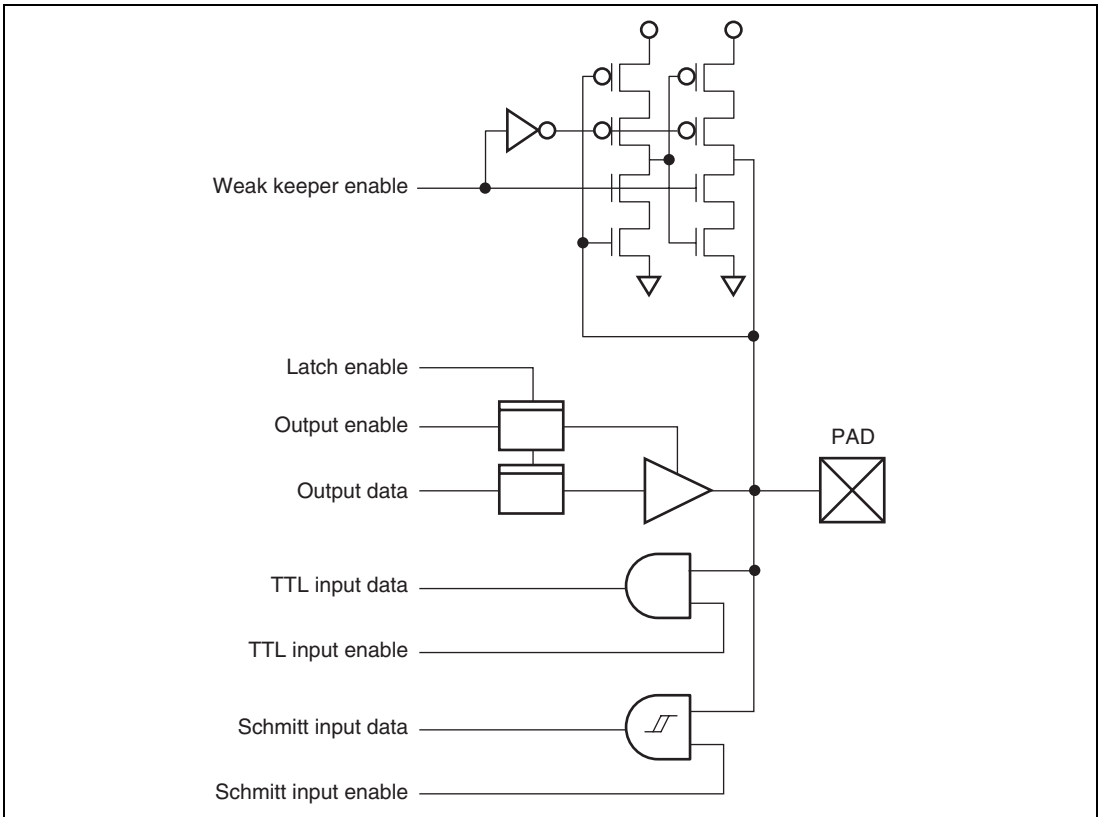 Weak keeper enable
Latch enable
Output enable
PAD
Output data
TTL input data
TTL input enable
Schmitt input data
Schmitt input enable